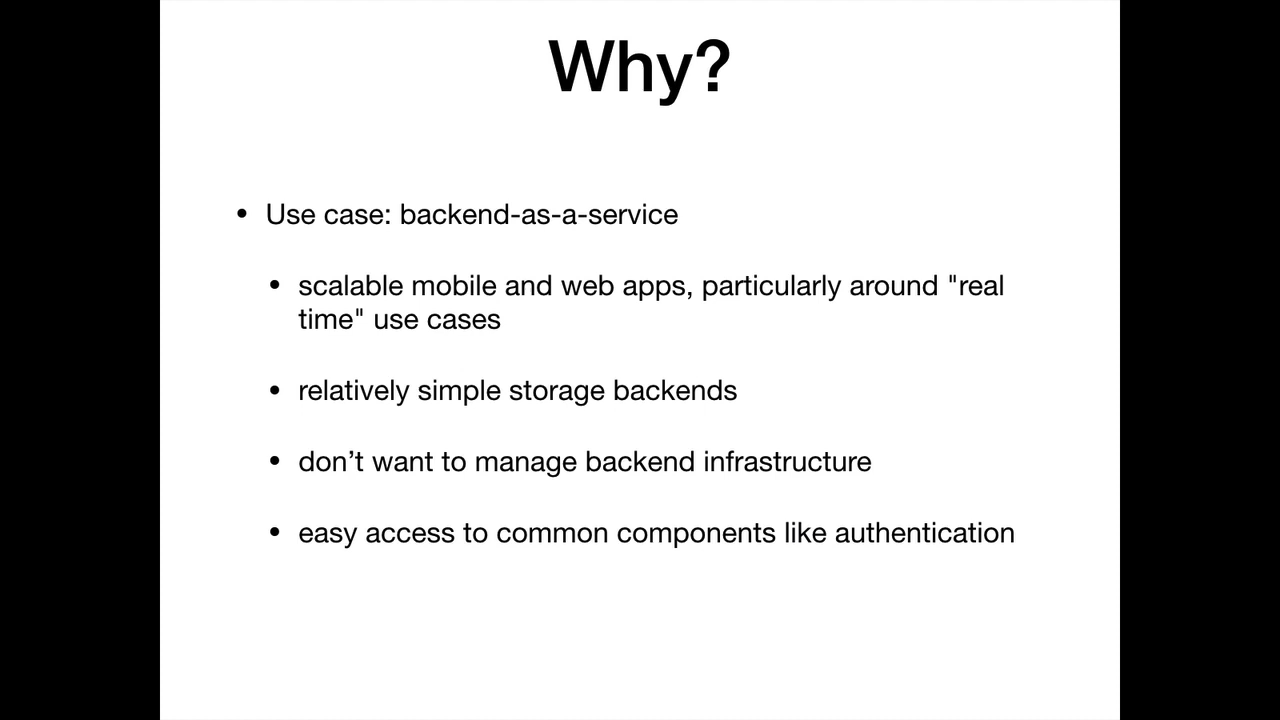 Why?
• Use case: backend-as-a-service
• scalable mobile and web apps, particularly around "real
time" use cases
• relatively simple storage backends
• don’t want to manage backend infrastructure
• easy access to common components like authentication